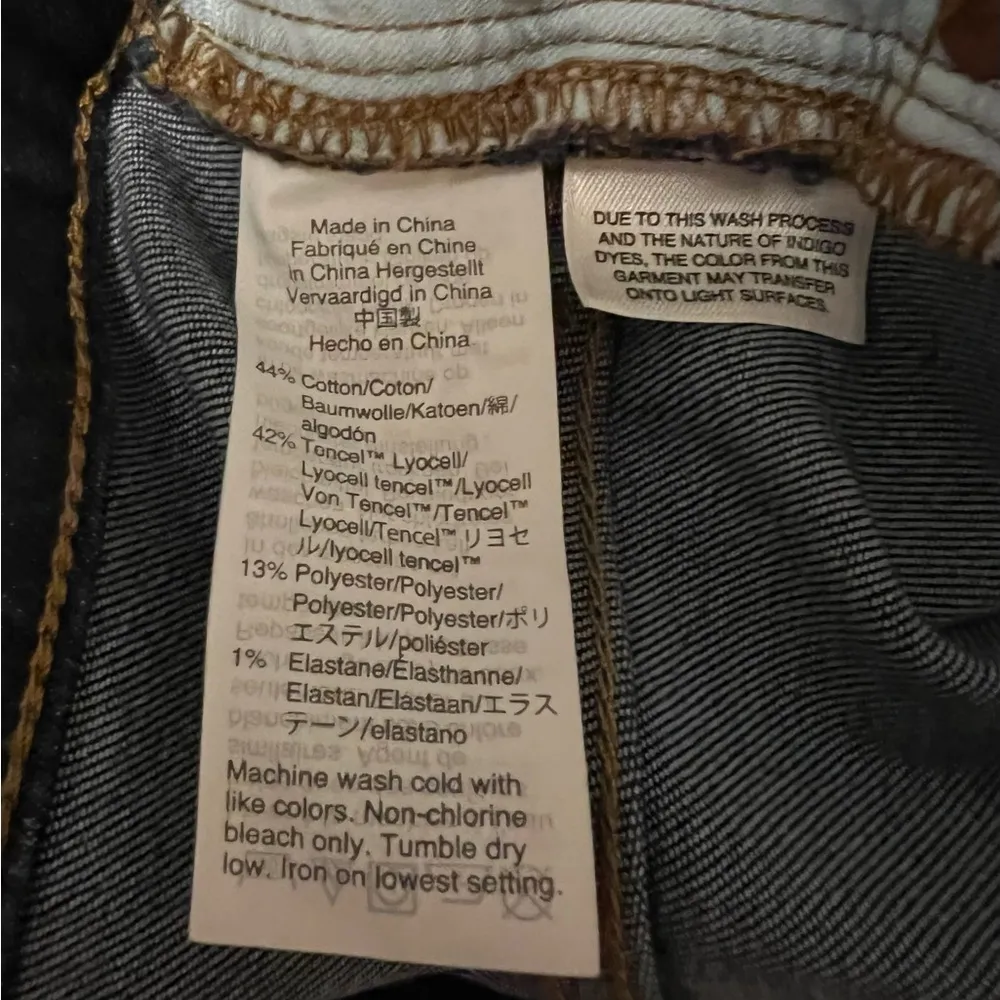 Made in China
Fabriqué en Chine
in China Hergestellt
Vervaardigd in China
中国製
Hecho en China
44% Cotton/Coton/
Baumwolle/Katoen/綿/
algodón
42% Tencel™ Lyocell/
Lyocell tencel™/Lyocell
Von Tencel™/Tencel™
Lyocell/Tencel™ リヨセ
ル/lyocell tencel™
13% Polyester/Polyester/
Polyester/Polyester/ポリ
エステル/poliéster
1% Elastane/Élasthanne/
Elastan/Elastaan/エラス
テーン/elastano
Machine wash cold with
like colors. Non-chlorine
bleach only. Tumble dry
low. Iron on lowest setting.
DUE TO THIS WASH PROCESS
AND THE NATURE OF INDIGO
DYES, THE COLOR FROM THIS
GARMENT MAY TRANSFER
ONTO LIGHT SURFACES.